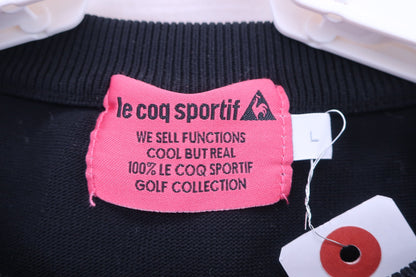 le coq sportif
WE SELL FUNCTIONS
COOL BUT REAL
100% LE COQ SPORTIF
GOLF COLLECTION
L